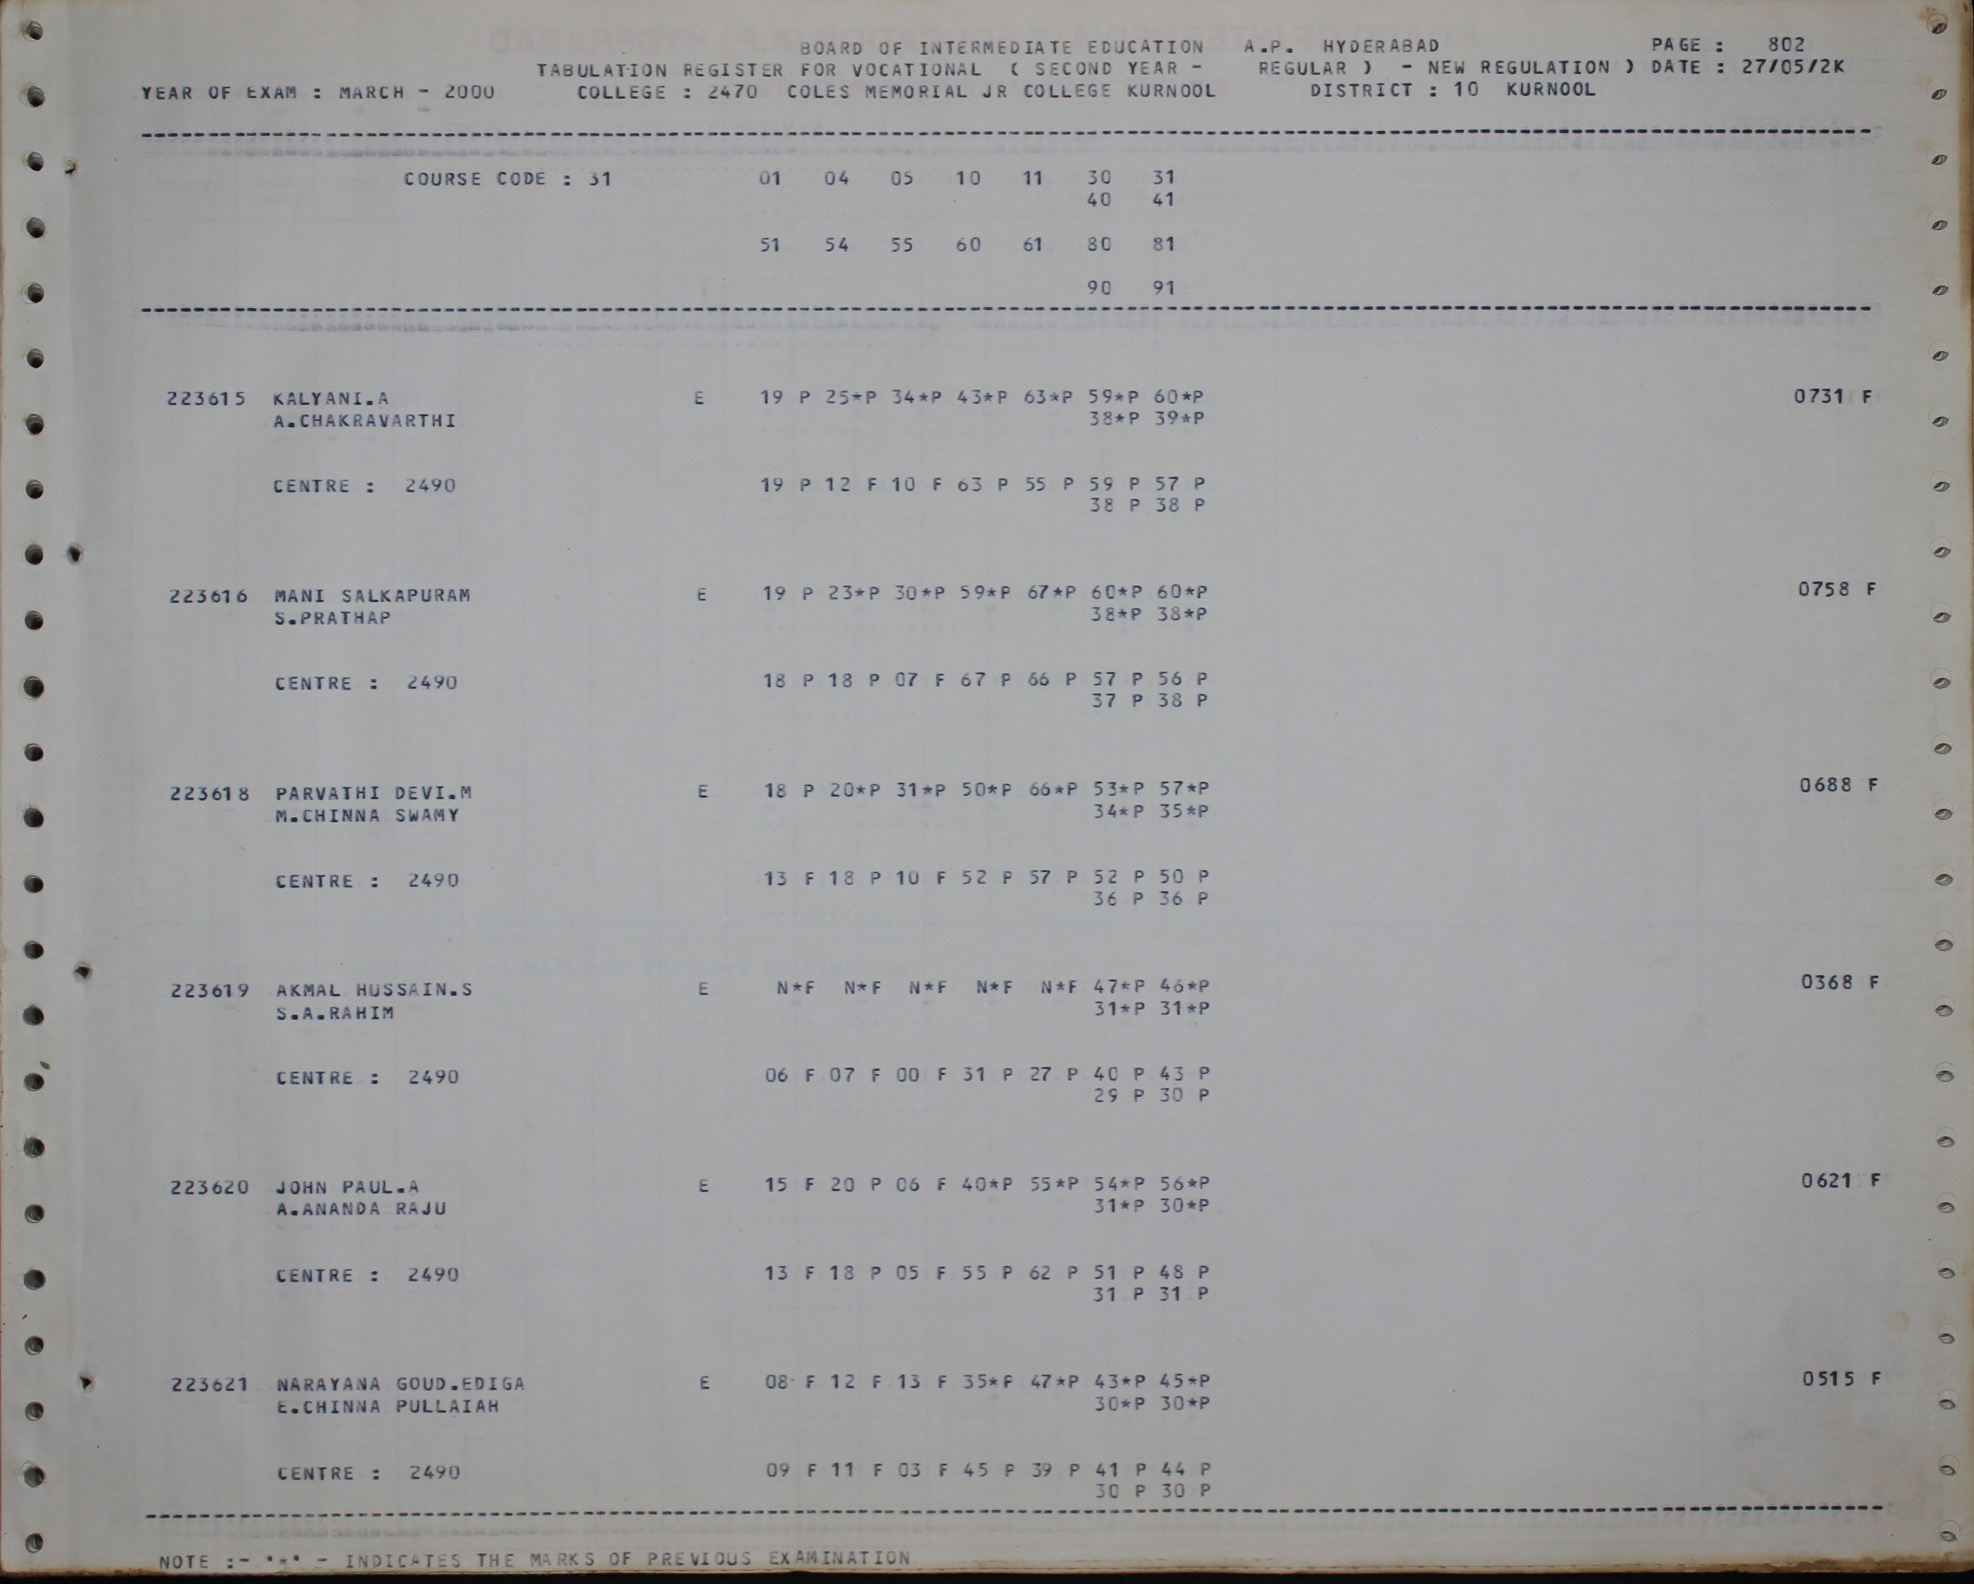 BOARD OF INTERMEDIATE EDUCATION A.P. HYDERABAD PAGE : 802
TABULATION REGISTER FOR VOCATIONAL ( SECOND YEAR - REGULAR ) - NEW REGULATION ) DATE : 27/05/2K
YEAR OF EXAM : MARCH - 2000 COLLEGE : 2470 COLES MEMORIAL JR COLLEGE KURNOOL DISTRICT : 10 KURNOOL
COURSE CODE : 31 01 04 05 10 11 30 31
40 41
51 54 55 60 61 80 81
90 91
223615 KALYANI.A E 19 P 25*P 34*P 43*P 63*P 59*P 60*P 0731 F
A.CHAKRAVARTHI 38*P 39*P
CENTRE : 2490 19 P 12 F 10 F 63 P 55 P 59 P 57 P
38 P 38 P
223616 MANI SALKAPURAM E 19 P 23*P 30*P 59*P 67*P 60*P 60*P 0758 F
S.PRATHAP 38*P 38*P
CENTRE : 2490 18 P 18 P 07 F 67 P 66 P 57 P 56 P
37 P 38 P
223618 PARVATHI DEVI.M E 18 P 20*P 31*P 50*P 66*P 53*P 57*P 0688 F
M.CHINNA SWAMY 34*P 35*P
CENTRE : 2490 13 F 18 P 10 F 52 P 57 P 52 P 50 P
36 P 36 P
223619 AKMAL HUSSAIN.S E N*F N*F N*F N*F N*F 47*P 46*P 0368 F
S.A.RAHIM 31*P 31*P
CENTRE : 2490 06 F 07 F 00 F 31 P 27 P 40 P 43 P
29 P 30 P
223620 JOHN PAUL.A E 15 F 20 P 06 F 40*P 55*P 54*P 56*P 0621 F
A.ANANDA RAJU 31*P 30*P
CENTRE : 2490 13 F 18 P 05 F 55 P 62 P 51 P 48 P
31 P 31 P
223621 NARAYANA GOUD.EDIGA E 08 F 12 F 13 F 35*P 47*P 43*P 45*P 0515 F
E.CHINNA PULLAIAH 30*P 30*P
CENTRE : 2490 09 F 11 F 03 F 45 P 39 P 41 P 44 P
30 P 30 P
NOTE :- '*' - INDICATES THE MARKS OF PREVIOUS EXAMINATION